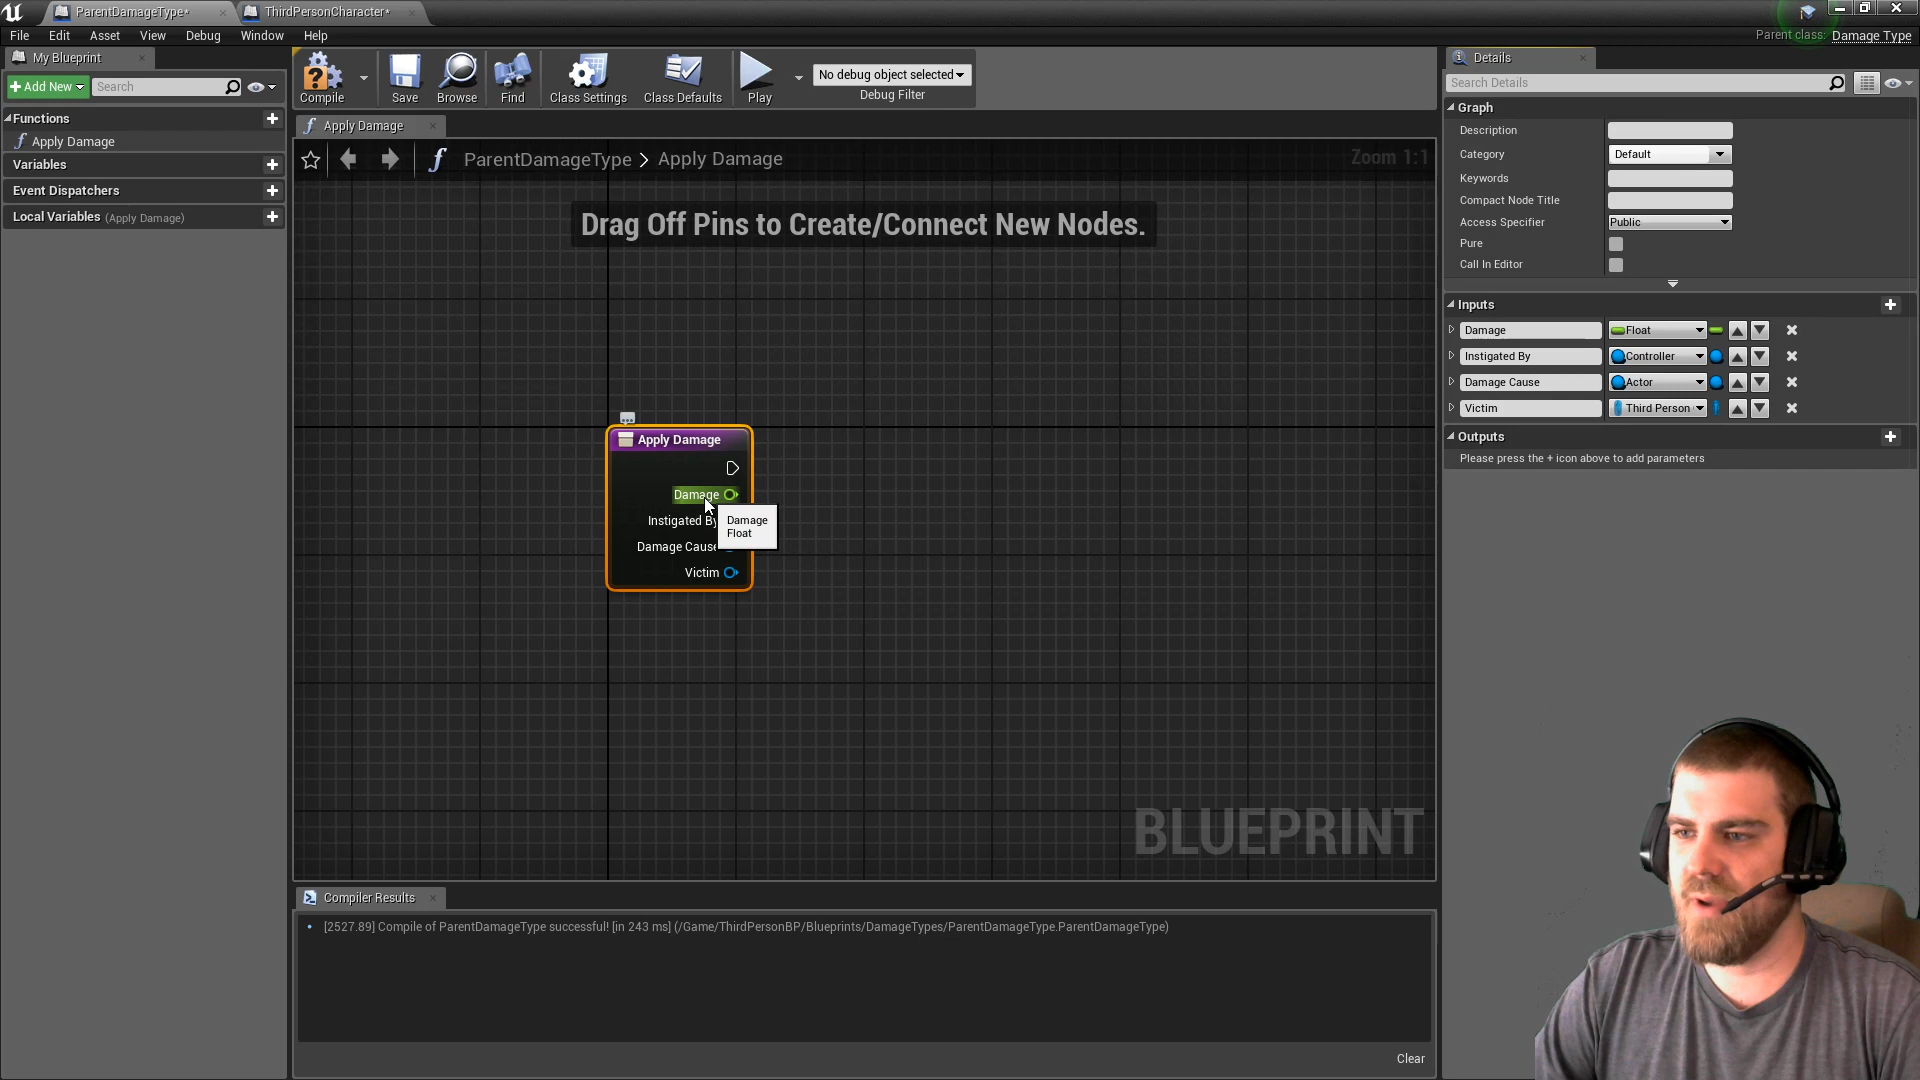 ParentDamageType*
ThirdPersonCharacter*
File Edit Asset View Debug Window Help
Parent class: Damage Type
My Blueprint
Add New
Search
Functions
Apply Damage
Variables
Event Dispatchers
Local Variables (Apply Damage)
Compile
Save
Browse
Find
Class Settings
Class Defaults
Play
No debug object selected
Debug Filter
Apply Damage
ParentDamageType > Apply Damage
Zoom 1:1
Drag Off Pins to Create/Connect New Nodes.
Apply Damage
Damage
Instigated By
Damage Cause
Victim
Damage
Float
BLUEPRINT
Compiler Results
[2527.89] Compile of ParentDamageType successful! [in 243 ms] (/Game/ThirdPersonBP/Blueprints/DamageTypes/ParentDamageType.ParentDamageType)
Clear
Details
Search Details
Graph
Description
Category Default
Keywords
Compact Node Title
Access Specifier Public
Pure
Call In Editor
Inputs
Damage Float
Instigated By Controller
Damage Cause Actor
Victim Third Person
Outputs
Please press the + icon above to add parameters